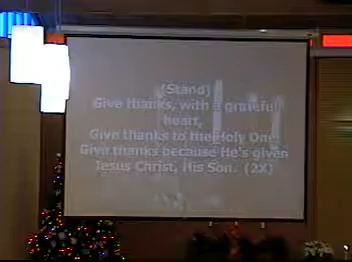 (Stand)
Give thanks, with a grateful
heart,
Give thanks to the Holy One
Give thanks because He's given
Jesus Christ, His Son. (2X)